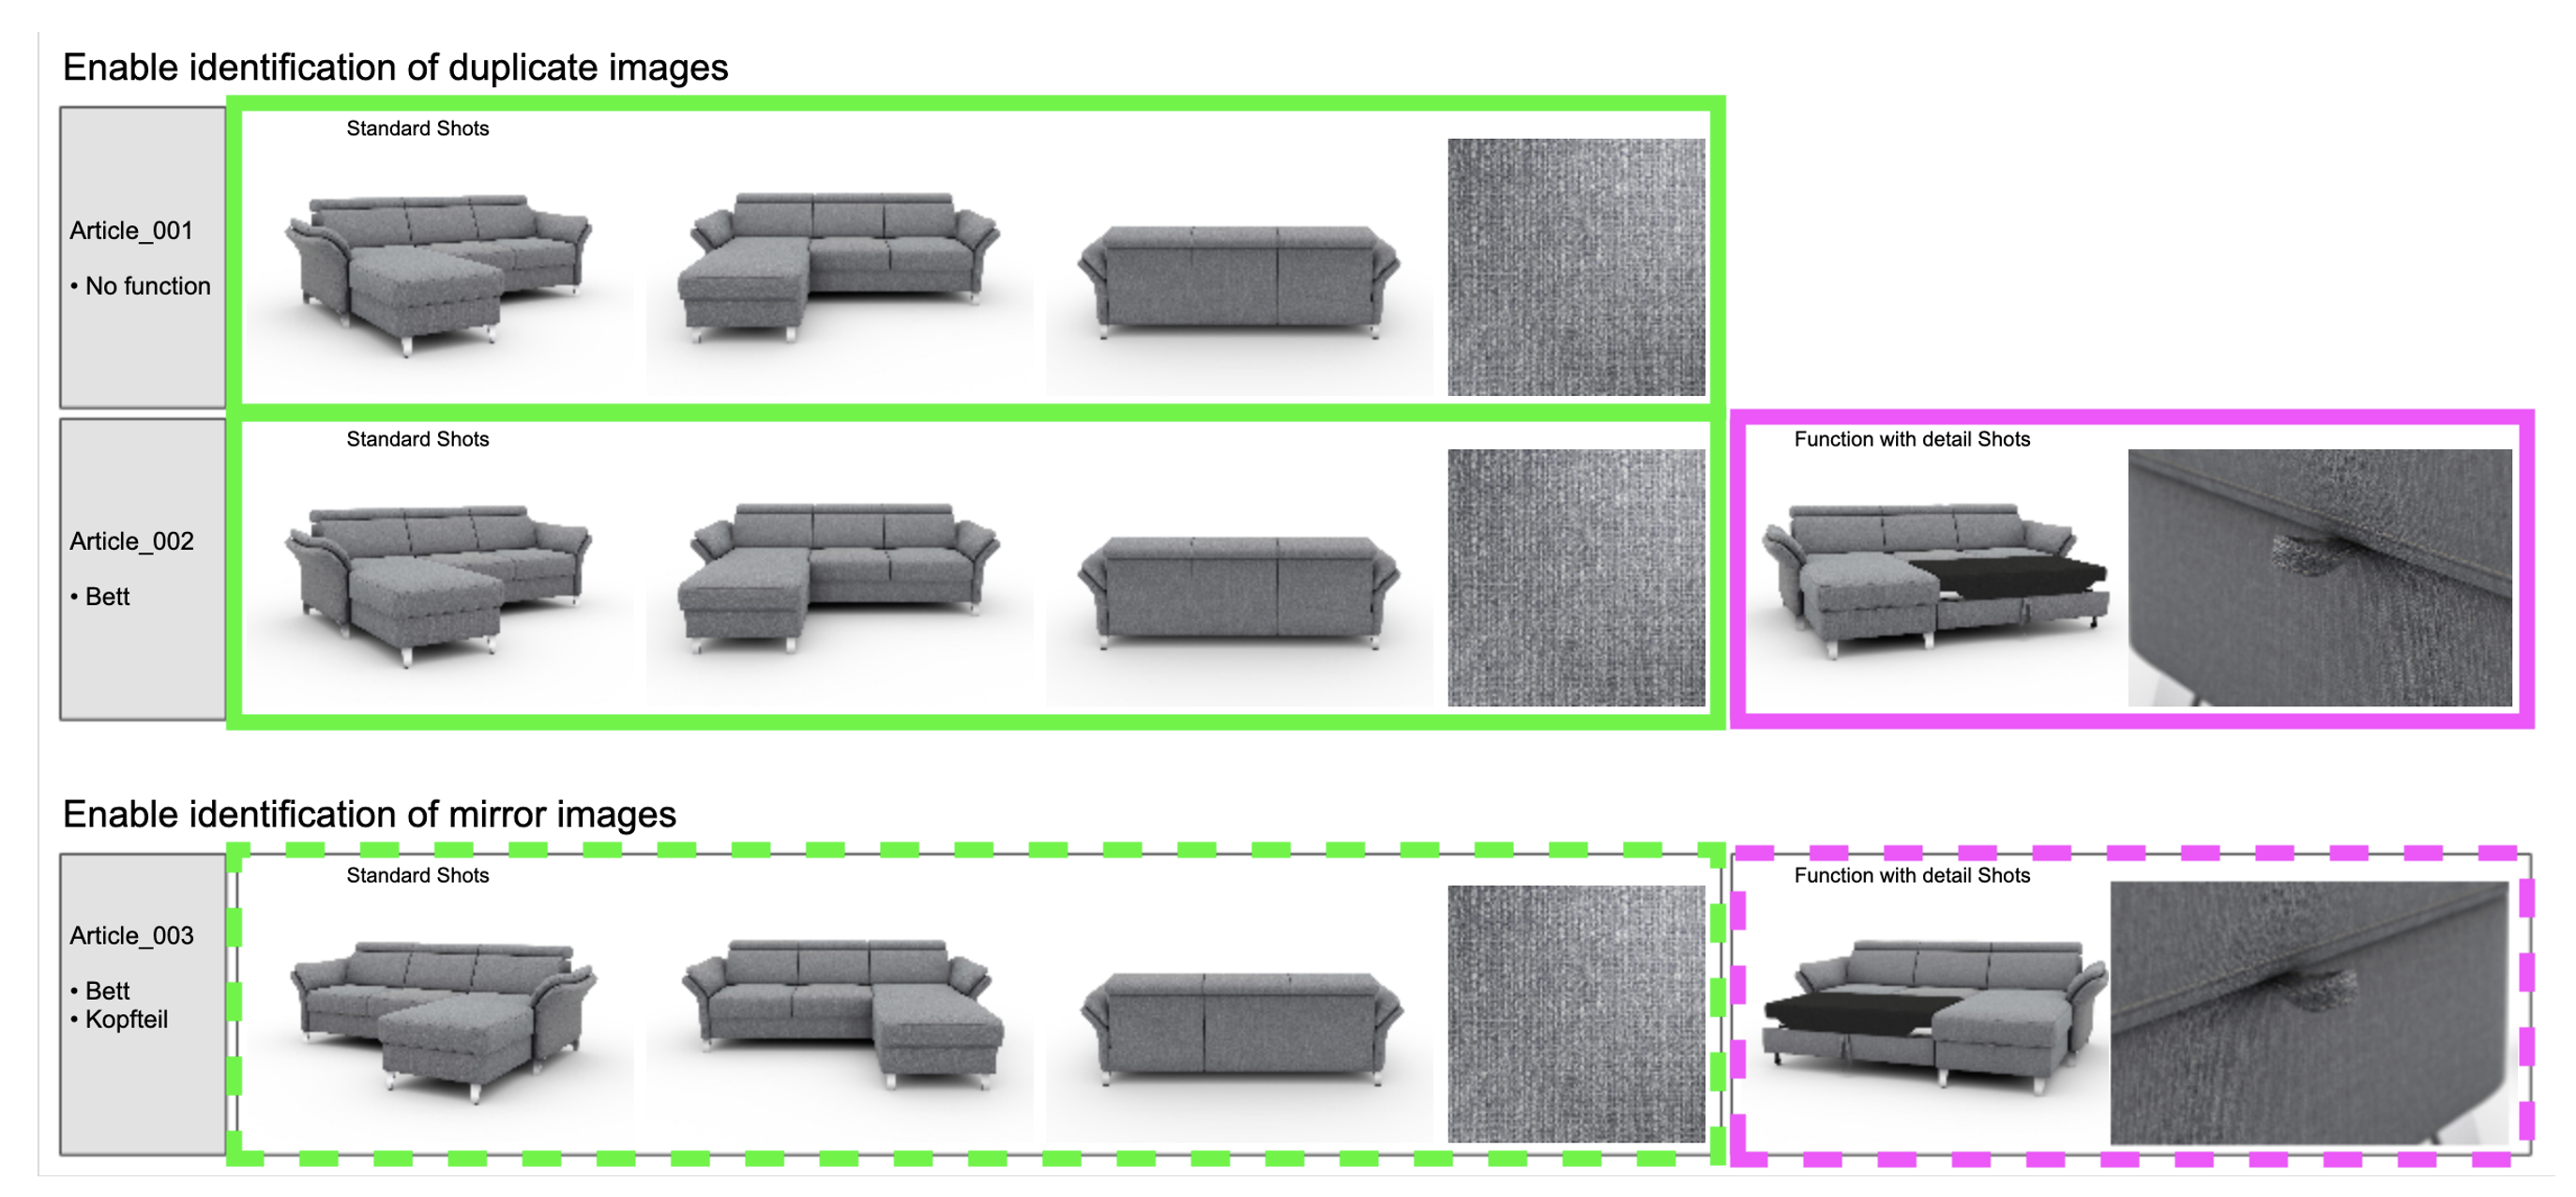 Enable identification of duplicate images
Standard Shots
Article_001
• No function
Standard Shots
Function with detail Shots
Article_002
• Bett
Enable identification of mirror images
Standard Shots
Function with detail Shots
Article_003
• Bett
• Kopfteil